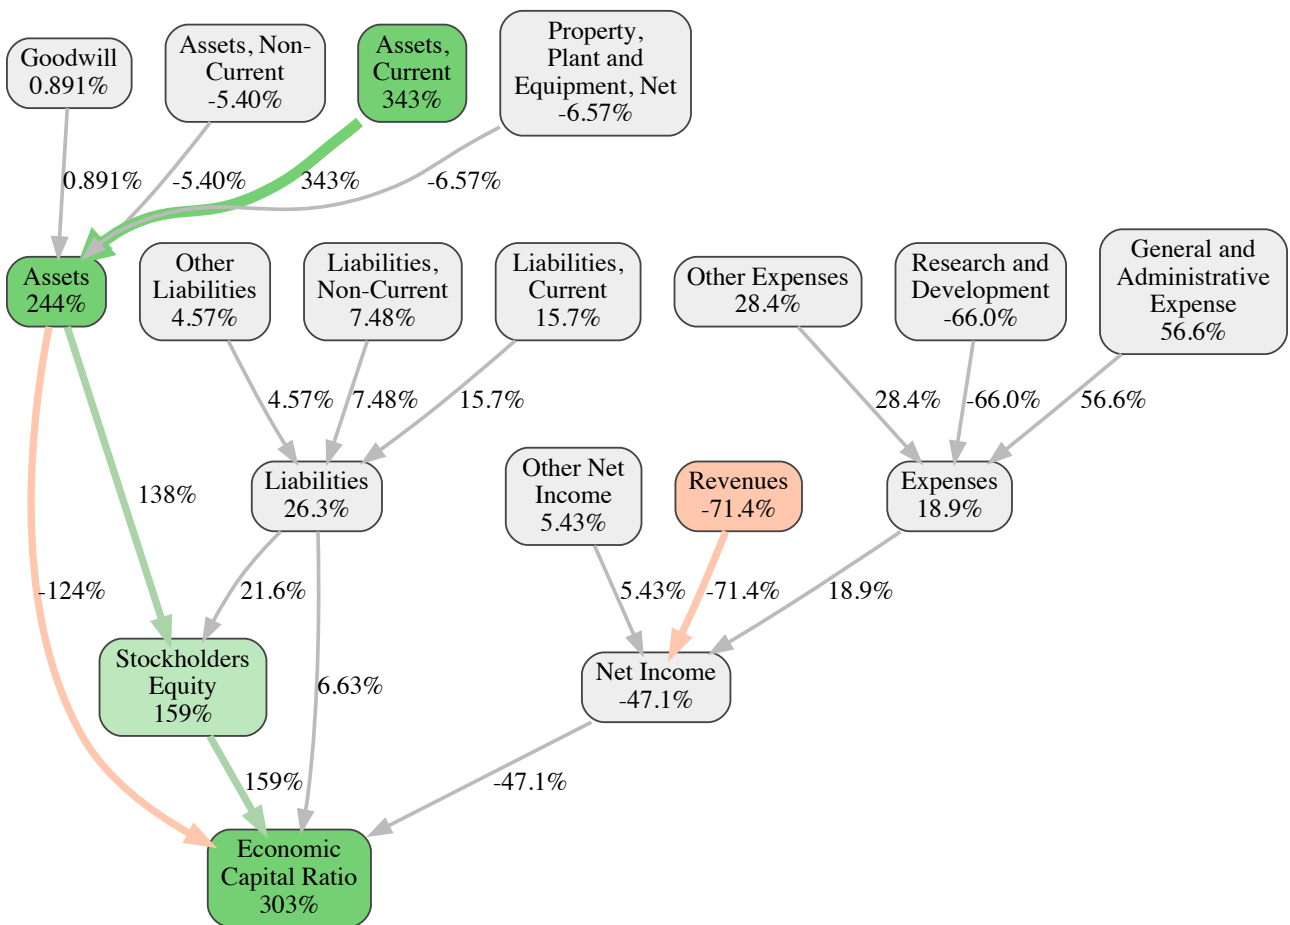 Goodwill
0.891%
Assets, Non-
Current
-5.40%
Assets,
Current
343%
Property,
Plant and
Equipment, Net
-6.57%
0.891%
-5.40%
343%
-6.57%
Assets
244%
Other
Liabilities
4.57%
Liabilities,
Non-Current
7.48%
Liabilities,
Current
15.7%
Other Expenses
28.4%
Research and
Development
-66.0%
General and
Administrative
Expense
56.6%
4.57%
7.48%
15.7%
28.4%
-66.0%
56.6%
138%
Liabilities
26.3%
Other Net
Income
5.43%
Revenues
-71.4%
Expenses
18.9%
-124%
21.6%
5.43%
-71.4%
18.9%
Stockholders
Equity
159%
6.63%
Net Income
-47.1%
159%
-47.1%
Economic
Capital Ratio
303%